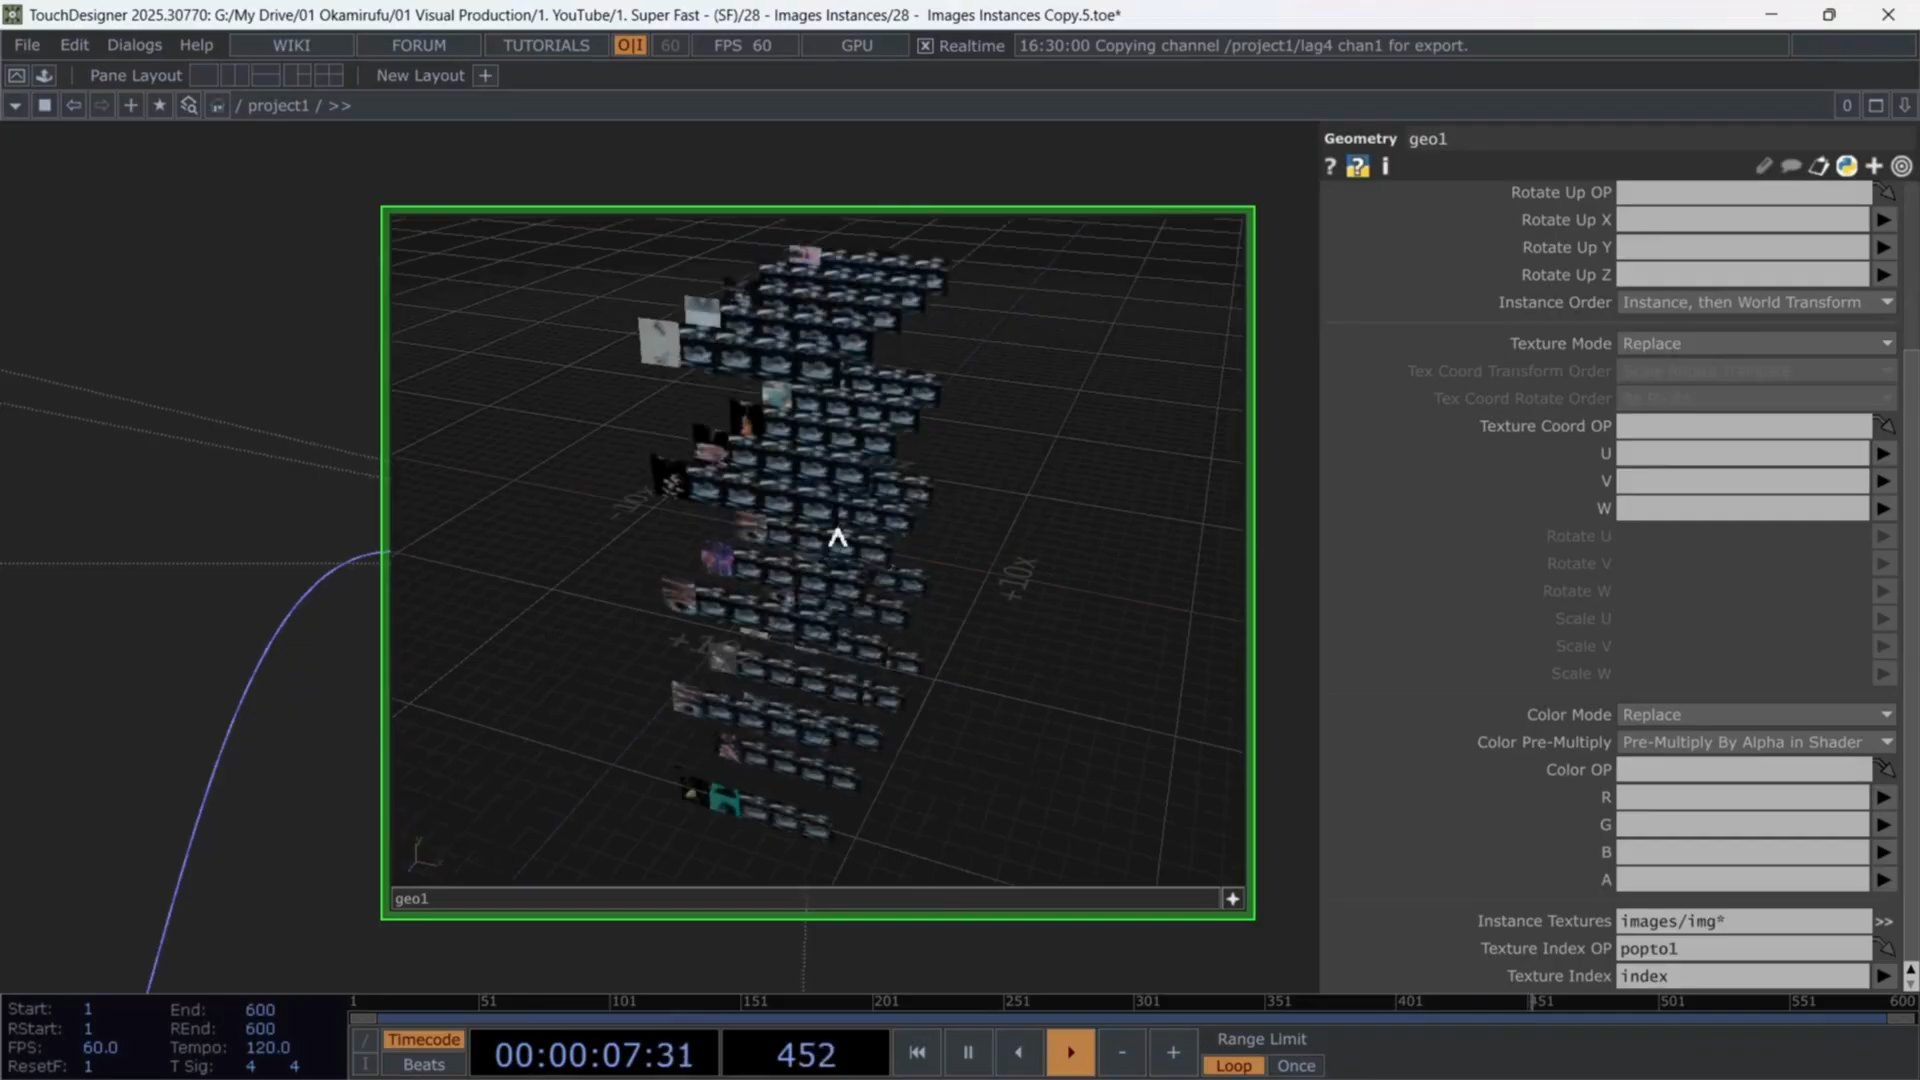 TouchDesigner 2025.30770: G:/My Drive/01 Okamirufu/01 Visual Production/1. YouTube/1. Super Fast - (SF)/28 - Images Instances/28 - Images Instances Copy.5.toe*
File Edit Dialogs Help WIKI FORUM TUTORIALS O|I 60 FPS 60 GPU Realtime 16:30:00 Copying channel /project1/lag4 chan1 for export.
Pane Layout New Layout +
/ project1 / >> 0
Geometry geo1
? ? i
Rotate Up OP
Rotate Up X
Rotate Up Y
Rotate Up Z
Instance Order Instance, then World Transform
Texture Mode Replace
Tex Coord Transform Order
Tex Coord Rotate Order
Texture Coord OP
U
V
W
Rotate U
Rotate V
Rotate W
Scale U
Scale V
Scale W
Color Mode Replace
Color Pre-Multiply Pre-Multiply By Alpha in Shader
Color OP
R
G
B
A
Instance Textures images/img* >>
Texture Index OP popto1
Texture Index index
-10x
+10x
geo1
Start: 1 End: 600
RStart: 1 REnd: 600
FPS: 60.0 Tempo: 120.0
ResetF: 1 T Sig: 4 4
1 51 101 151 201 251 301 351 401 451 501 551 600
Timecode
Beats
00:00:07:31 452
- +
Range Limit
Loop Once